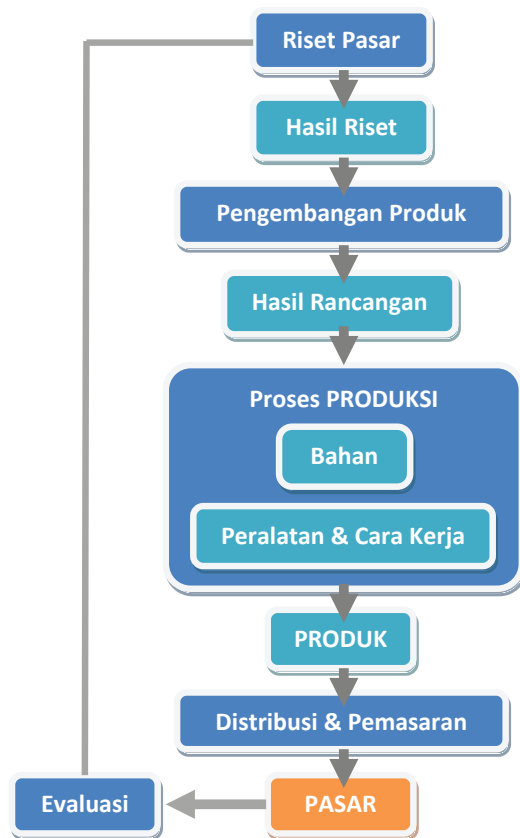 Riset Pasar
Hasil Riset
Pengembangan Produk
Hasil Rancangan
Proses PRODUKSI
Bahan
Peralatan & Cara Kerja
PRODUK
Distribusi & Pemasaran
Evaluasi
PASAR